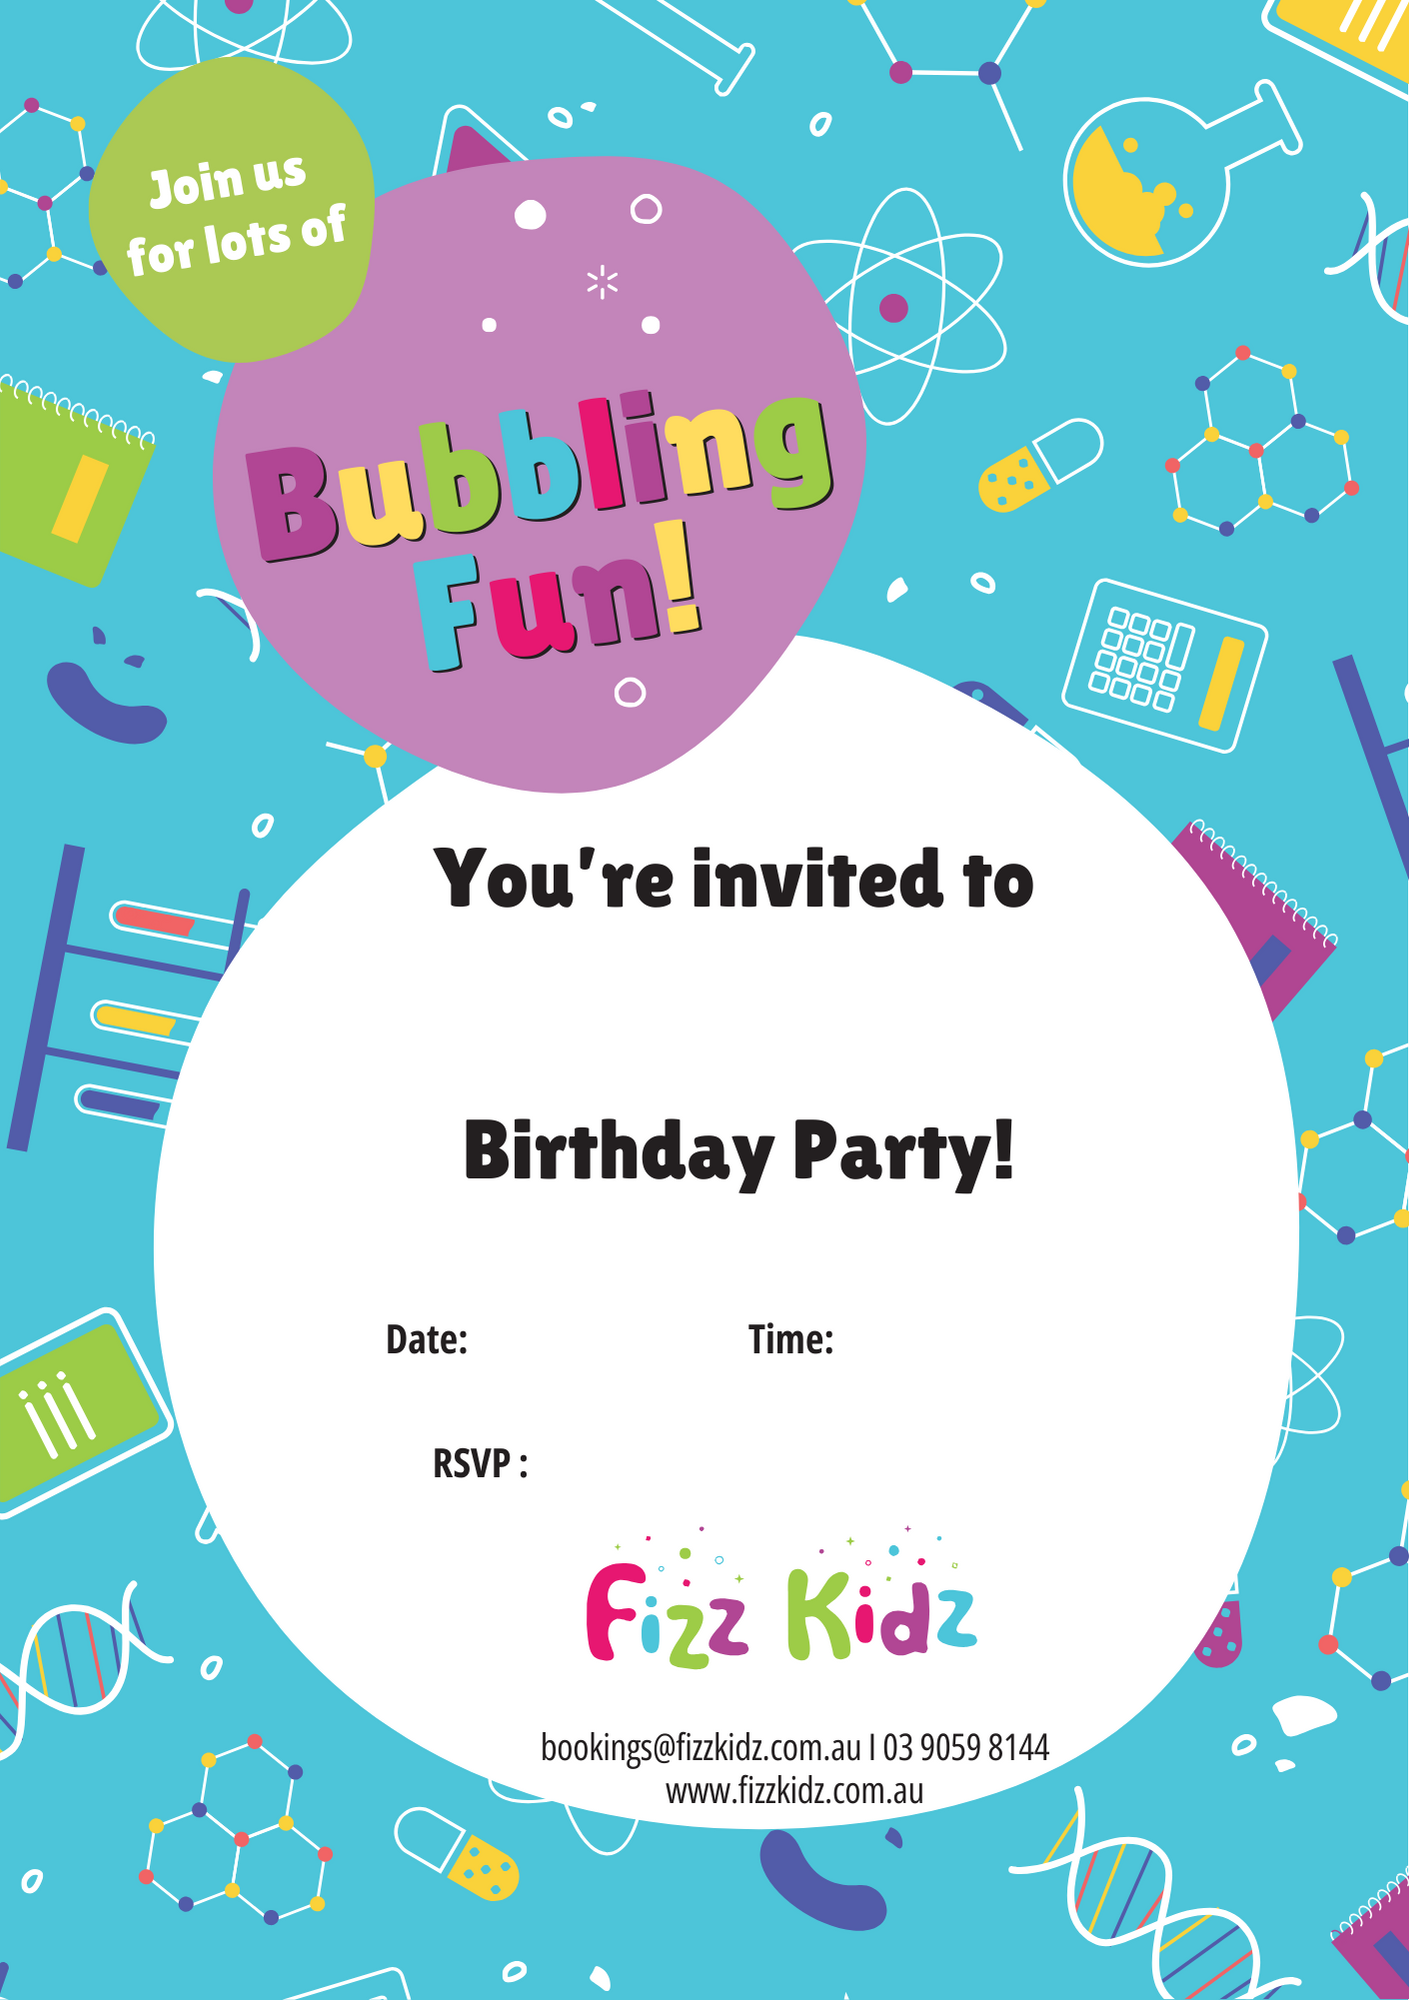 Join us
for lots of
Bubbling
Fun!
You're invited to
Birthday Party!
Date:
Time:
RSVP :
Fizz Kidz
bookings@fizzkidz.com.au I 03 9059 8144
www.fizzkidz.com.au